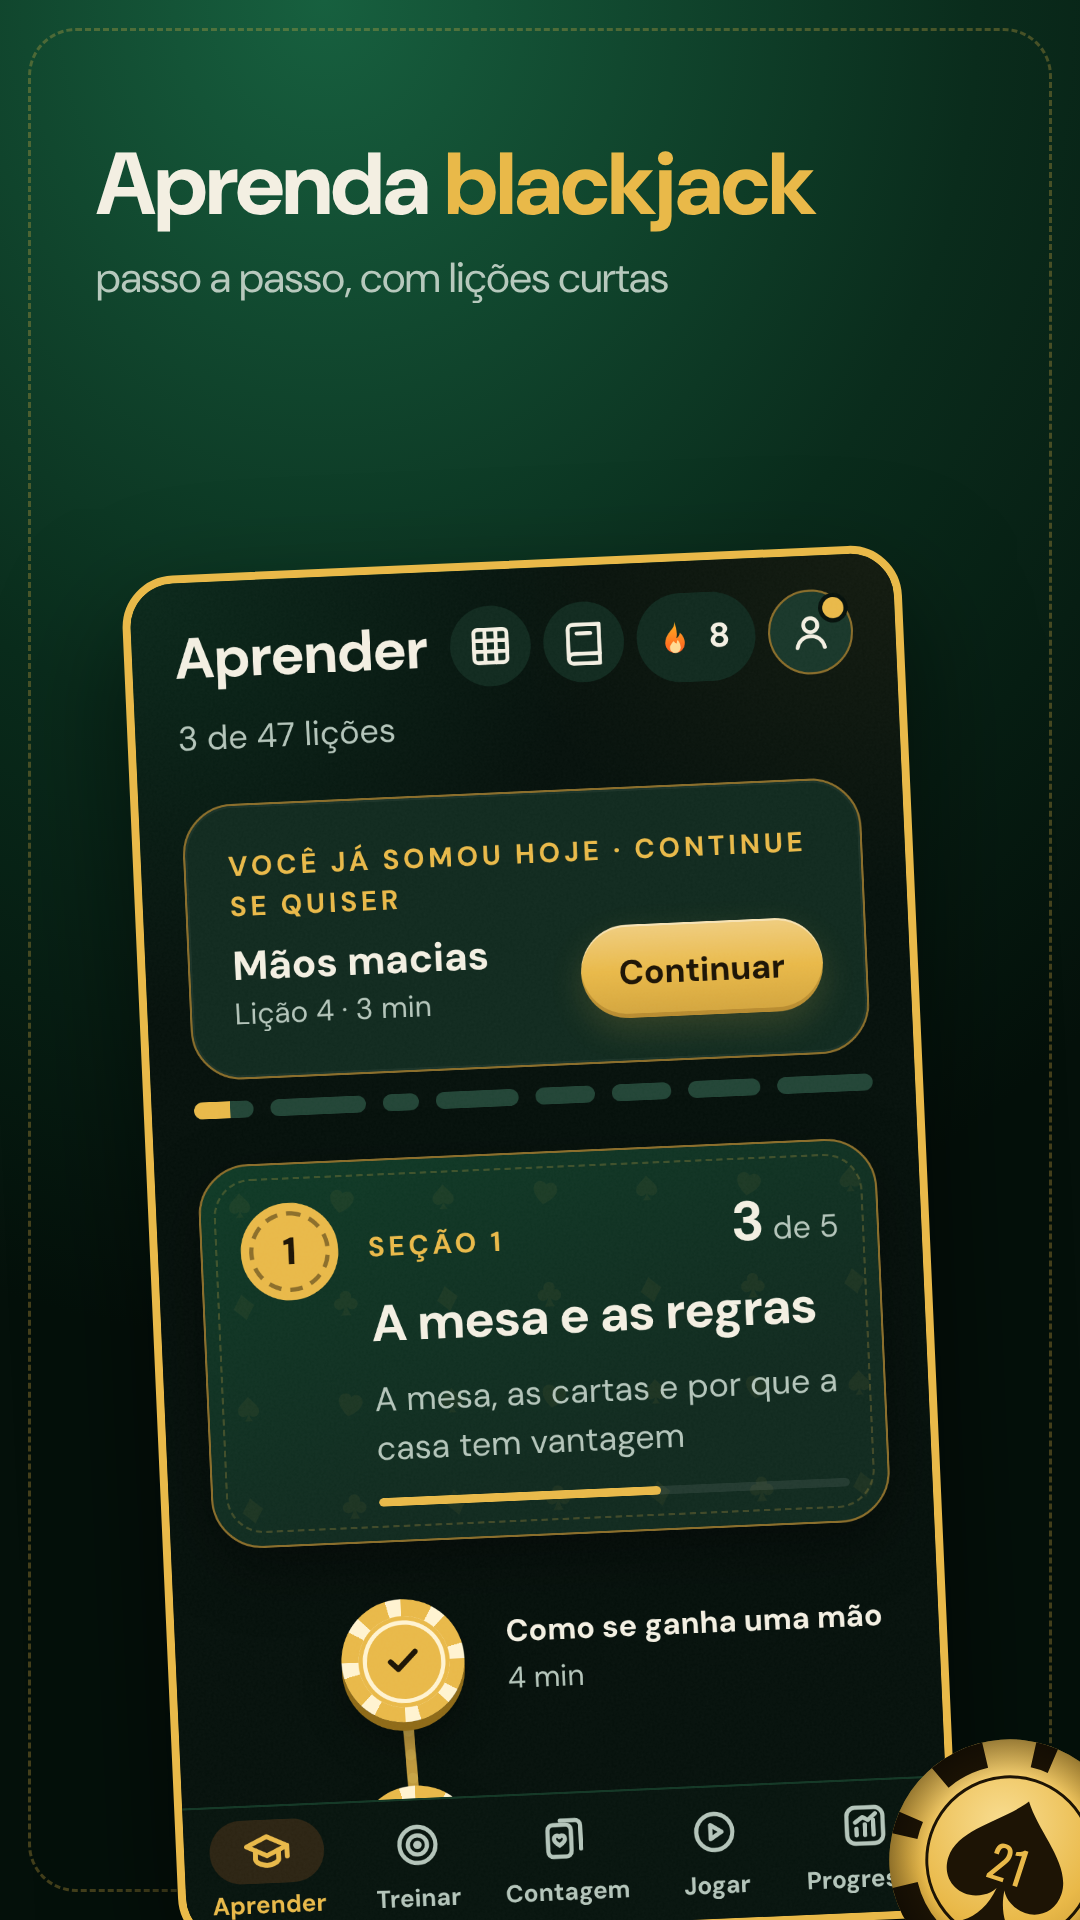 Aprenda blackjack
passo a passo, com lições curtas
Aprender
8
3 de 47 lições
VOCÊ JÁ SOMOU HOJE · CONTINUE
SE QUISER
Mãos macias
Lição 4 · 3 min
Continuar
1
SEÇÃO 1
3 de 5
A mesa e as regras
A mesa, as cartas e por que a
casa tem vantagem
Como se ganha uma mão
4 min
Aprender
Treinar
Contagem
Jogar
Progres
21